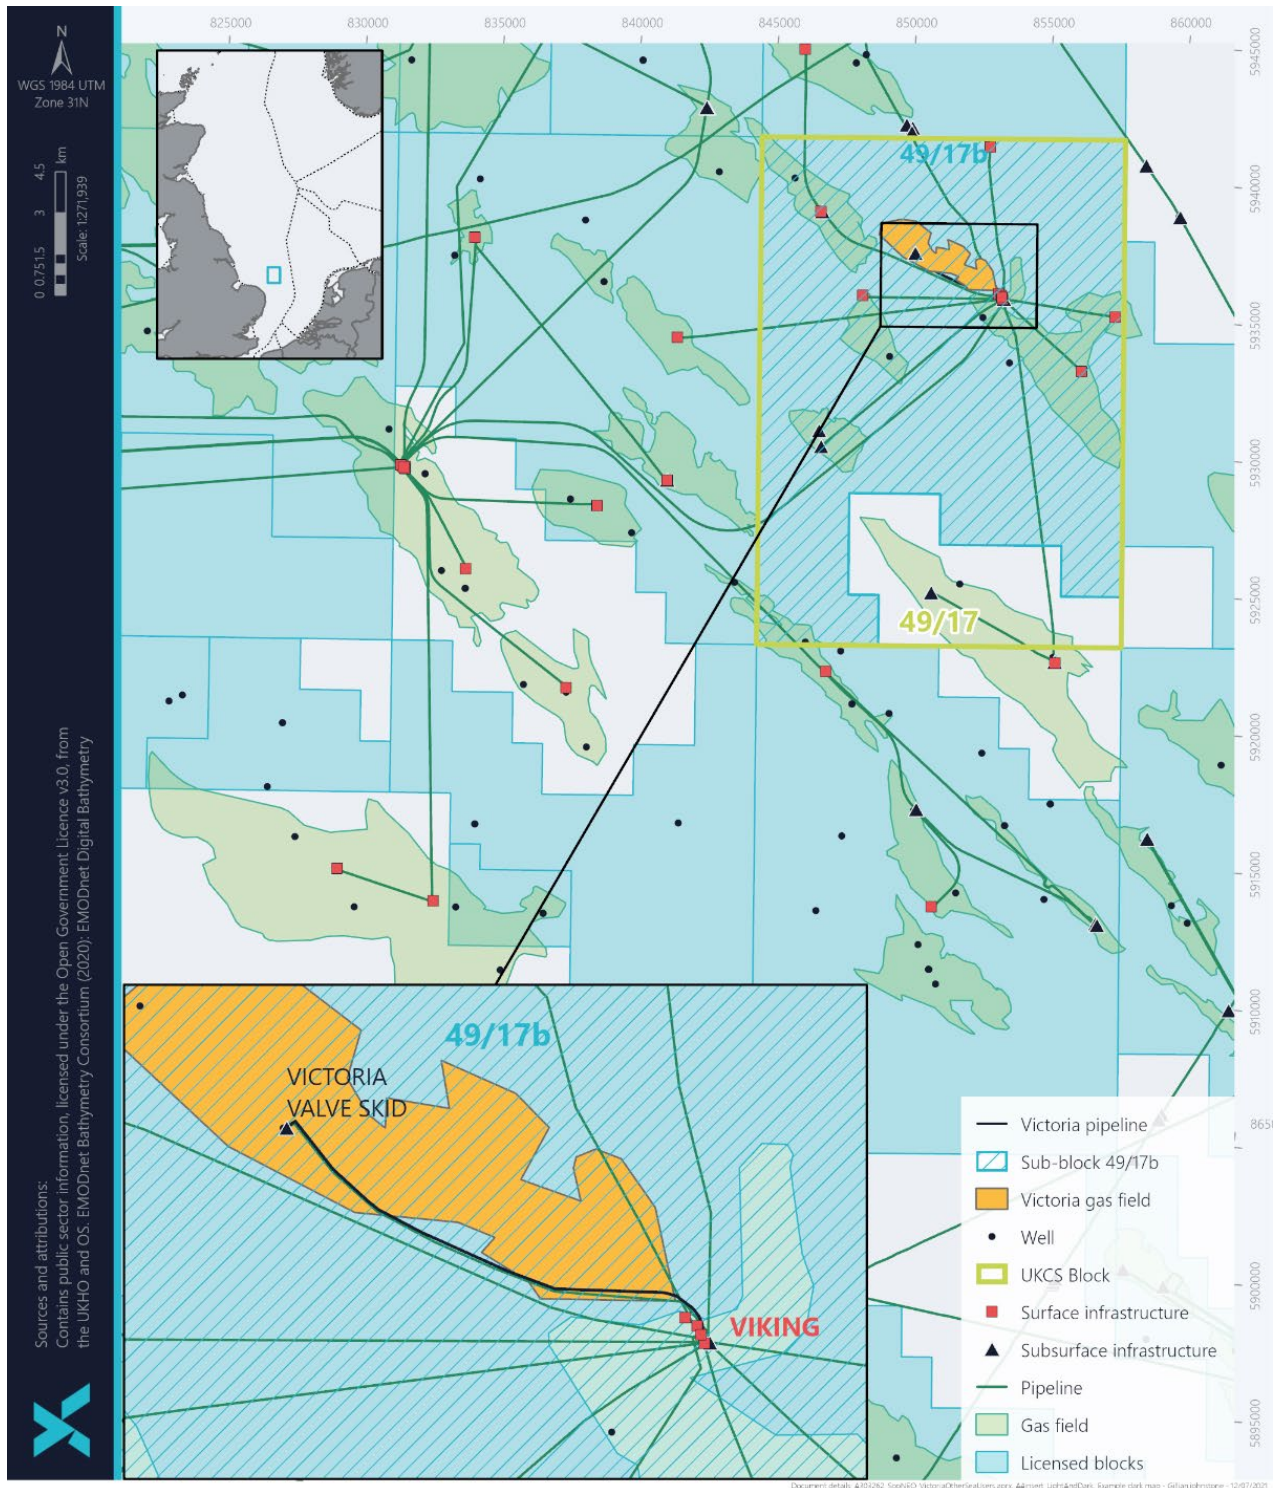 825000 830000 835000 840000 845000 850000 855000 860000
N
WGS 1984 UTM
Zone 31N
0 0.75 1.5 3 4.5
km
Scale: 1:271,939
5945000
5940000
5935000
5930000
5925000
5920000
5915000
5910000
5900000
5895000
49/17b
49/17
49/17b
VICTORIA
VALVE SKID
VIKING
Victoria pipeline
Sub-block 49/17b
Victoria gas field
Well
UKCS Block
Surface infrastructure
Subsurface infrastructure
Pipeline
Gas field
Licensed blocks
Sources and attributions:
Contains public sector information, licensed under the Open Government Licence v3.0, from
the UKHO and OS. EMODnet Bathymetry Consortium (2020): EMODnet Digital Bathymetry